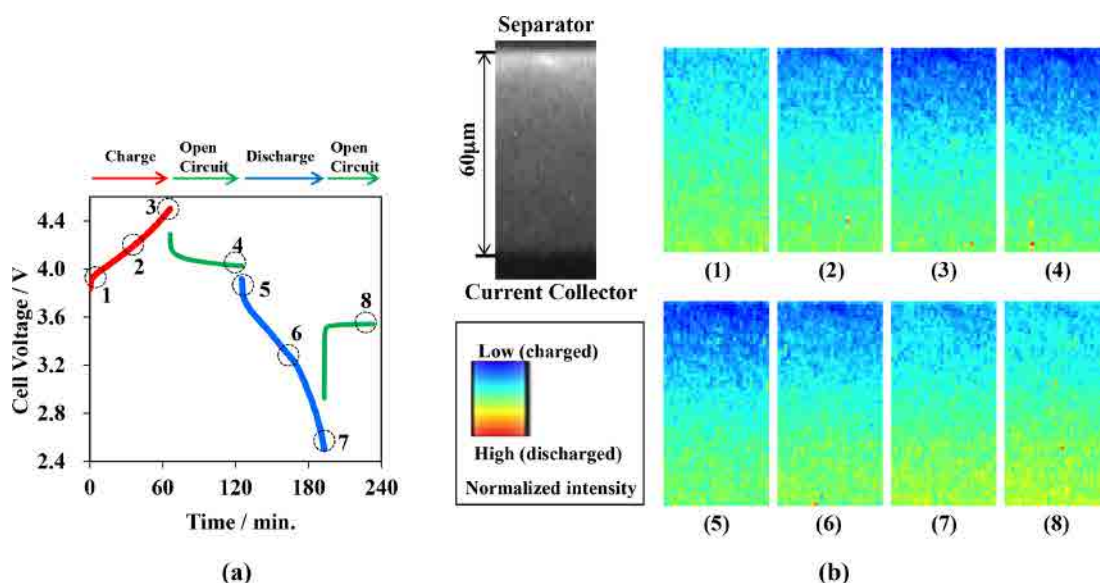 Charge
Open
Circuit
Discharge
Open
Circuit
Cell Voltage / V
4.4
4.0
3.6
3.2
2.8
2.4
0
60
120
180
240
1
2
3
4
5
6
7
8
Time / min.
(a)
Separator
60μm
Current Collector
Low (charged)
High (discharged)
Normalized intensity
(1)
(2)
(3)
(4)
(5)
(6)
(7)
(8)
(b)